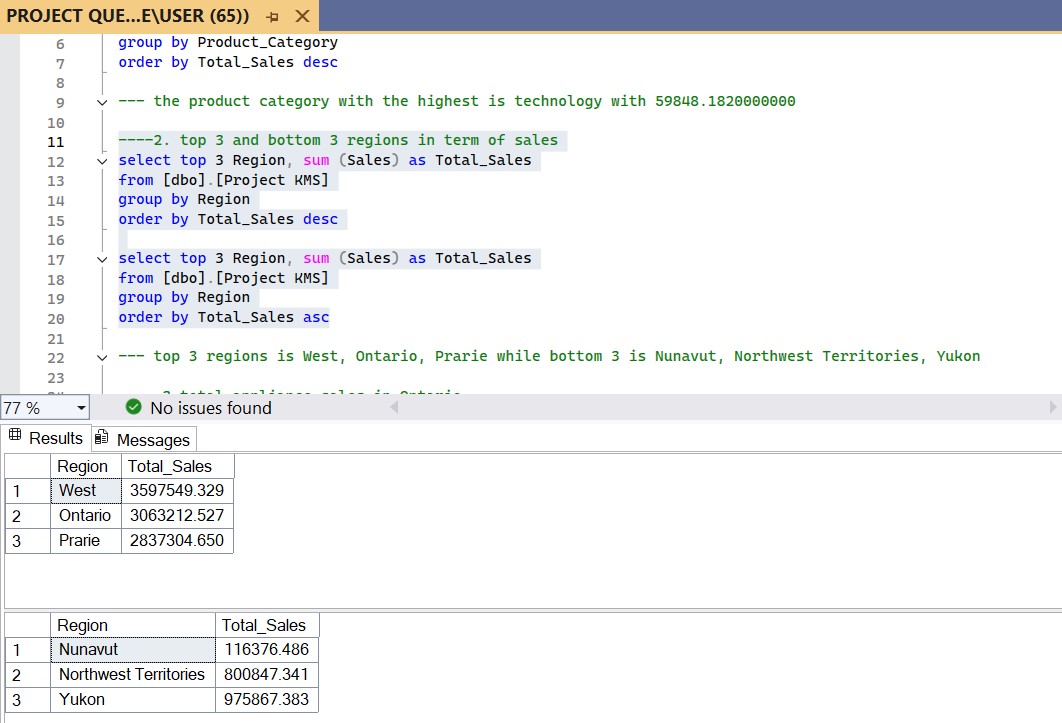 PROJECT QUE...E\USER (65))
6 group by Product_Category
7 order by Total_Sales desc
8
9 --- the product category with the highest is technology with 59848.1820000000
10
11 ----2. top 3 and bottom 3 regions in term of sales
12 select top 3 Region, sum (Sales) as Total_Sales
13 from [dbo].[Project KMS]
14 group by Region
15 order by Total_Sales desc
16
17 select top 3 Region, sum (Sales) as Total_Sales
18 from [dbo].[Project KMS]
19 group by Region
20 order by Total_Sales asc
21
22 --- top 3 regions is West, Ontario, Prarie while bottom 3 is Nunavut, Northwest Territories, Yukon
23
77 % No issues found
Results Messages
Region Total_Sales
1 West 3597549.329
2 Ontario 3063212.527
3 Prarie 2837304.650
Region Total_Sales
1 Nunavut 116376.486
2 Northwest Territories 800847.341
3 Yukon 975867.383